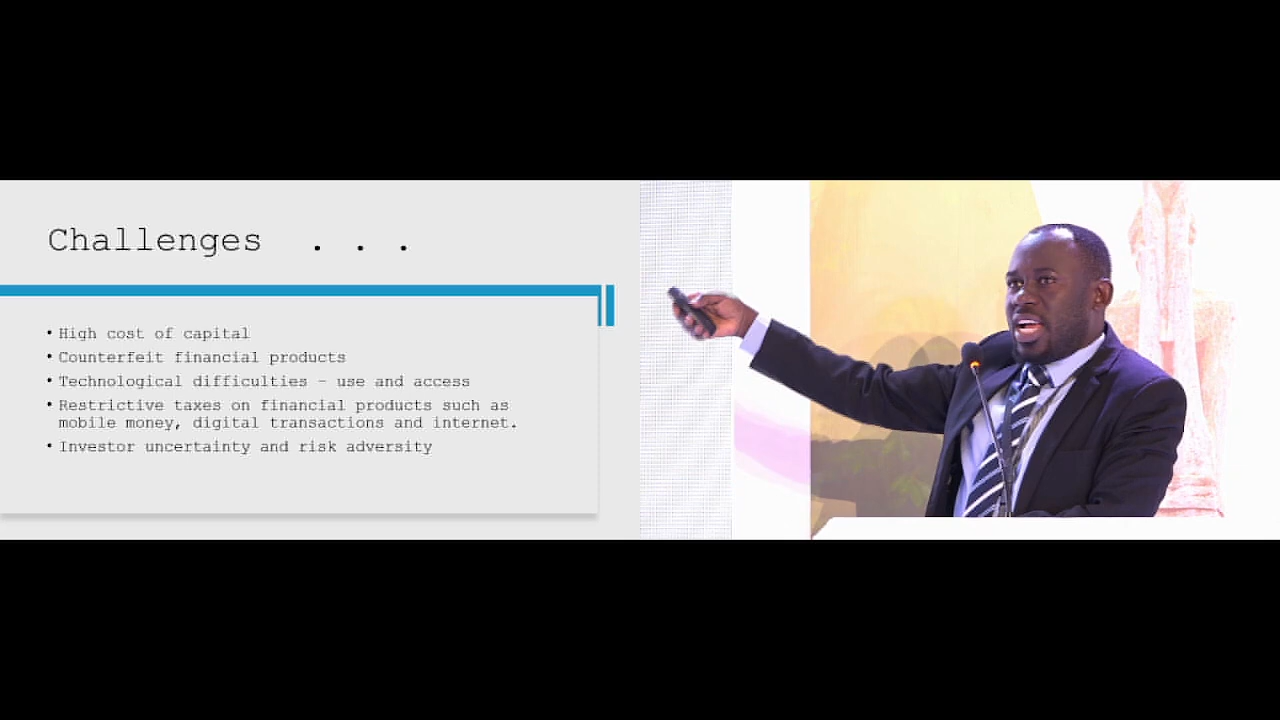 Challenges . . .
• High cost of capital
• Counterfeit financial products
• Technological difficulties – use and access
• Restrictive taxes on financial products such as
mobile money, digital transactions and internet.
• Investor uncertainty and risk adversity